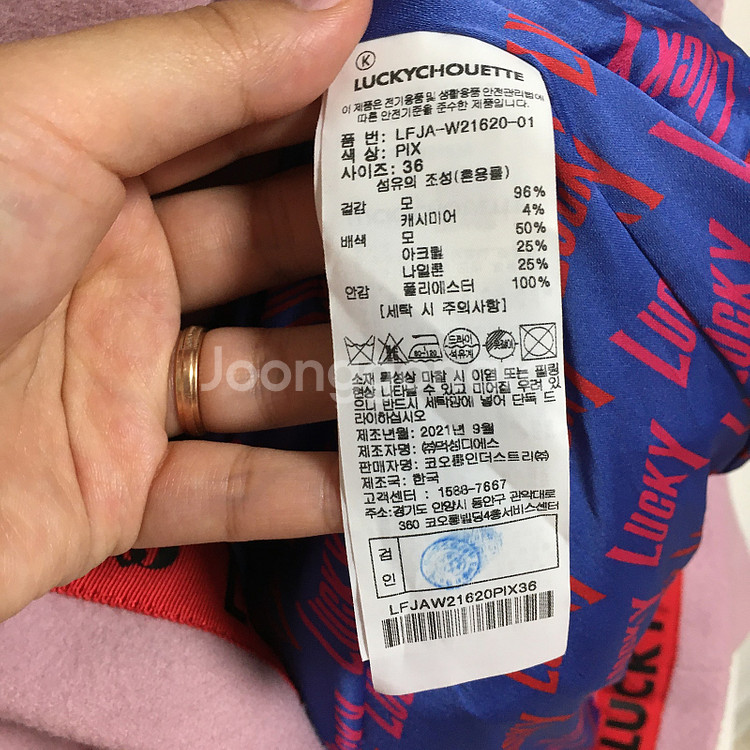 K
LUCKYCHOUETTE
이 제품은 전기용품 및 생활용품 안전관리법에
따른 안전기준을 준수한 제품입니다.
품 번: LFJA-W21620-01
색 상: PIX
사이즈: 36
섬유의 조성(혼용률)
겉감 모 96%
캐시미어 4%
배색 모 50%
아크릴 25%
나일론 25%
안감 폴리에스터 100%
[세탁 시 주의사항]
드라이
석유계
소재 특성상 마찰 시 이염 또는 필링
현상 나타날 수 있고 미어질 우려 있
으니 반드시 세탁망에 넣어 단독 드
라이하십시오
제조년월: 2021년 9월
제조자명: ㈜덕성디에스
판매자명: 코오롱인더스트리㈜
제조국: 한국
고객센터 : 1588-7667
주소:경기도 안양시 동안구 관악대로
360 코오롱빌딩4층서비스센터
검
인
LFJAW21620PIX36
LUCKY
LUCKY
LUCKY
LUCKY
LUCKY
LUCKY